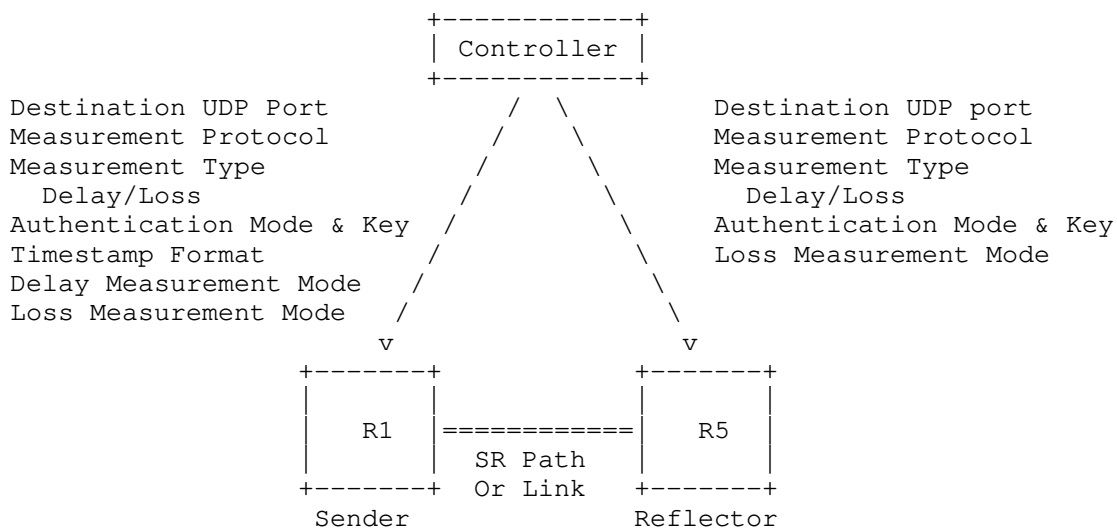 Controller
Destination UDP Port
Measurement Protocol
Measurement Type
Delay/Loss
Authentication Mode & Key
Timestamp Format
Delay Measurement Mode
Loss Measurement Mode
Destination UDP port
Measurement Protocol
Measurement Type
Delay/Loss
Authentication Mode & Key
Loss Measurement Mode
v
v
R1
SR Path
Or Link
R5
Sender
Reflector